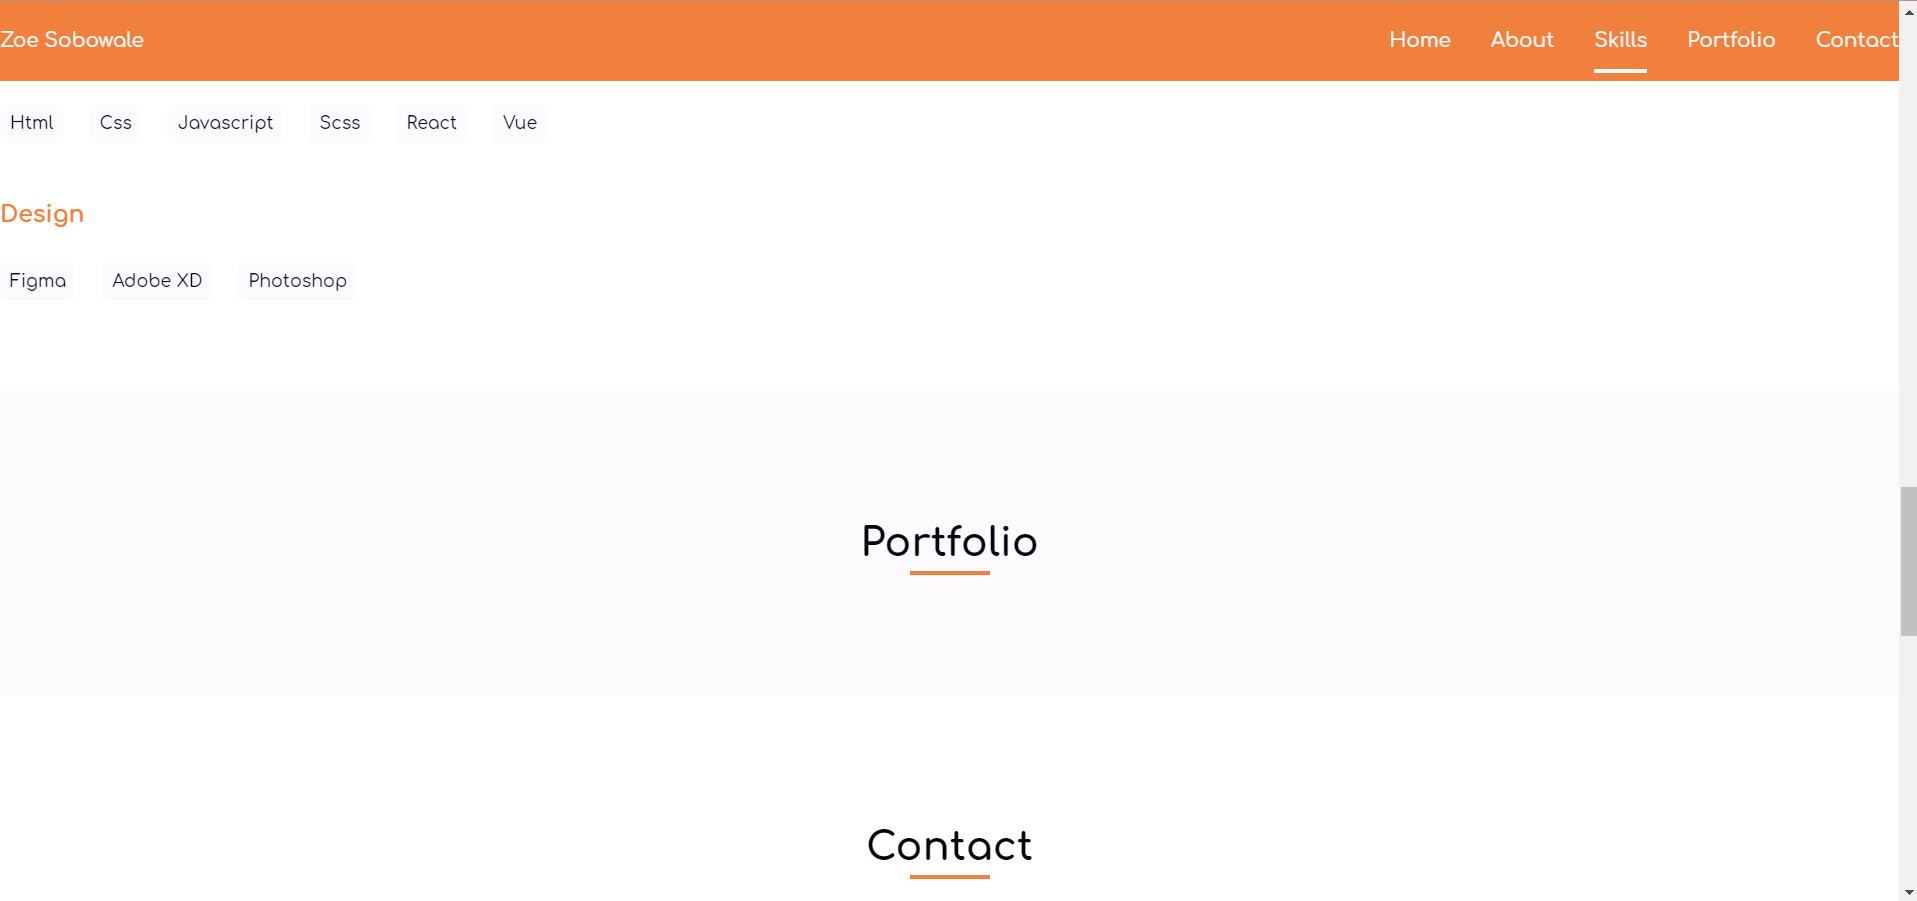 Zoe Sobowale Home About Skills Portfolio Contact
Html Css Javascript Scss React Vue
Design
Figma Adobe XD Photoshop
Portfolio
Contact